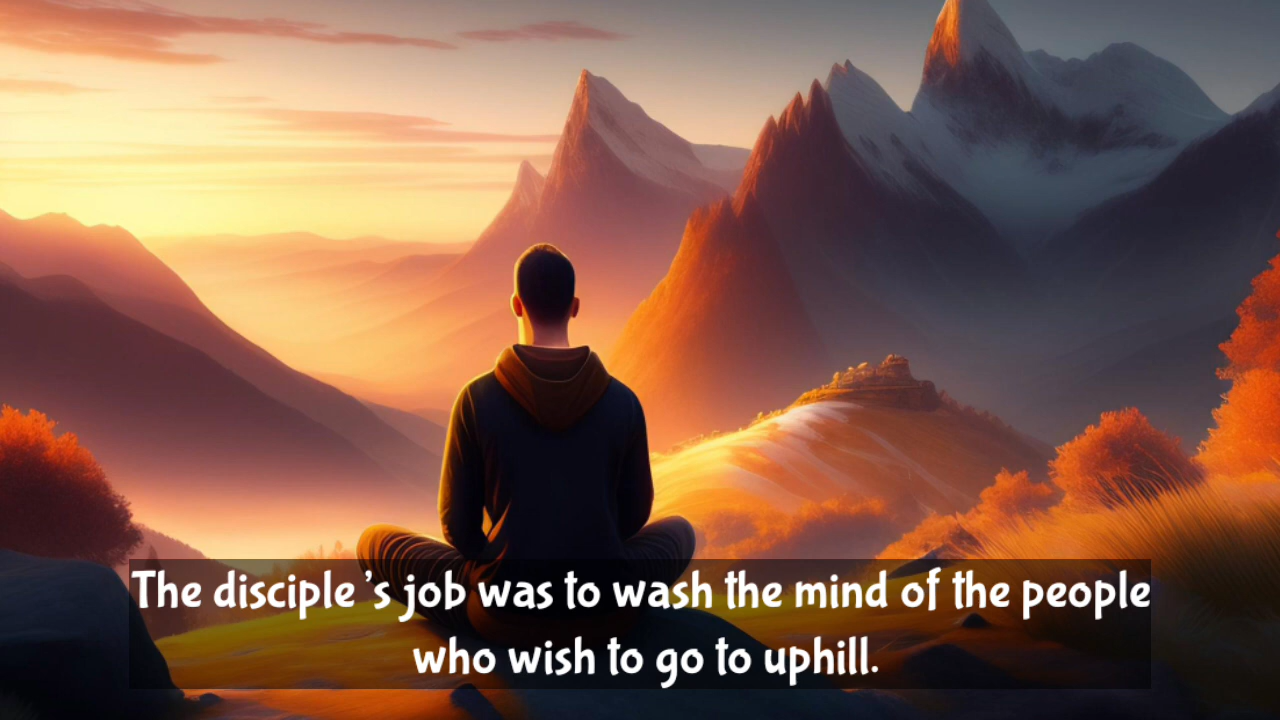 The disciple's job was to wash the mind of the people
who wish to go to uphill.